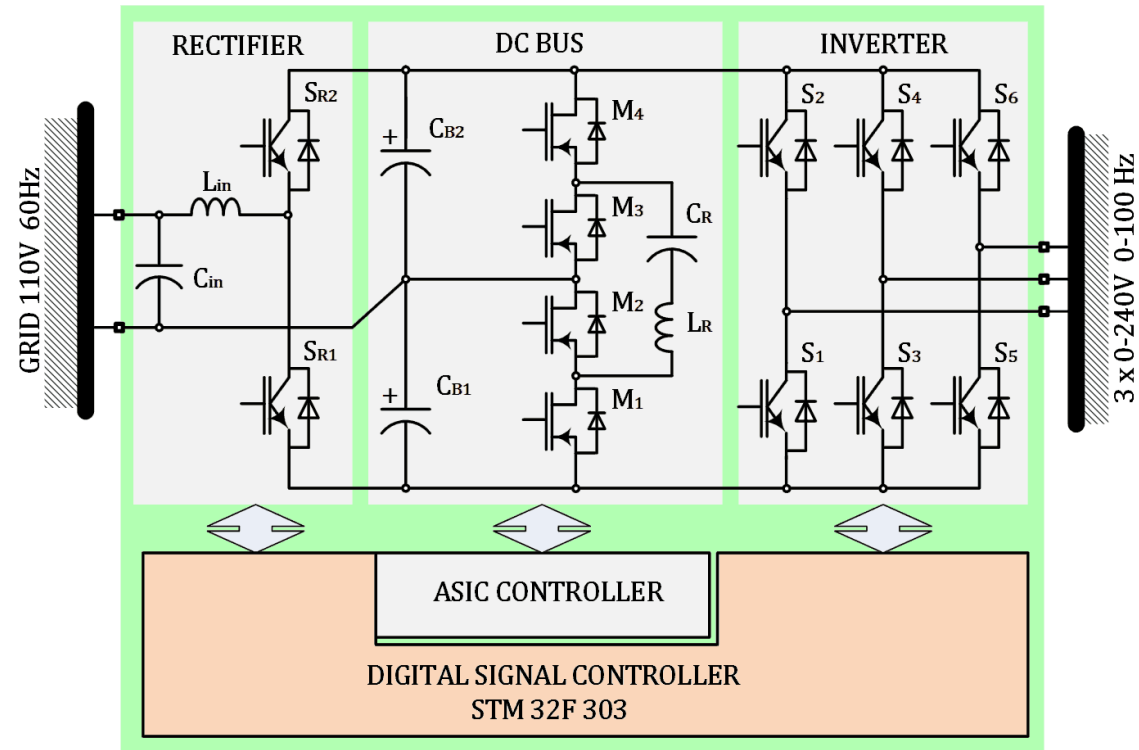 RECTIFIER
DC BUS
INVERTER
SR2
CB2
+
M4
S2
S4
S6
Lin
M3
CR
GRID 110V 60Hz
Cin
M2
LR
3 x 0-240V 0-100 Hz
SR1
CB1
+
M1
S1
S3
S5
ASIC CONTROLLER
DIGITAL SIGNAL CONTROLLER
STM 32F 303